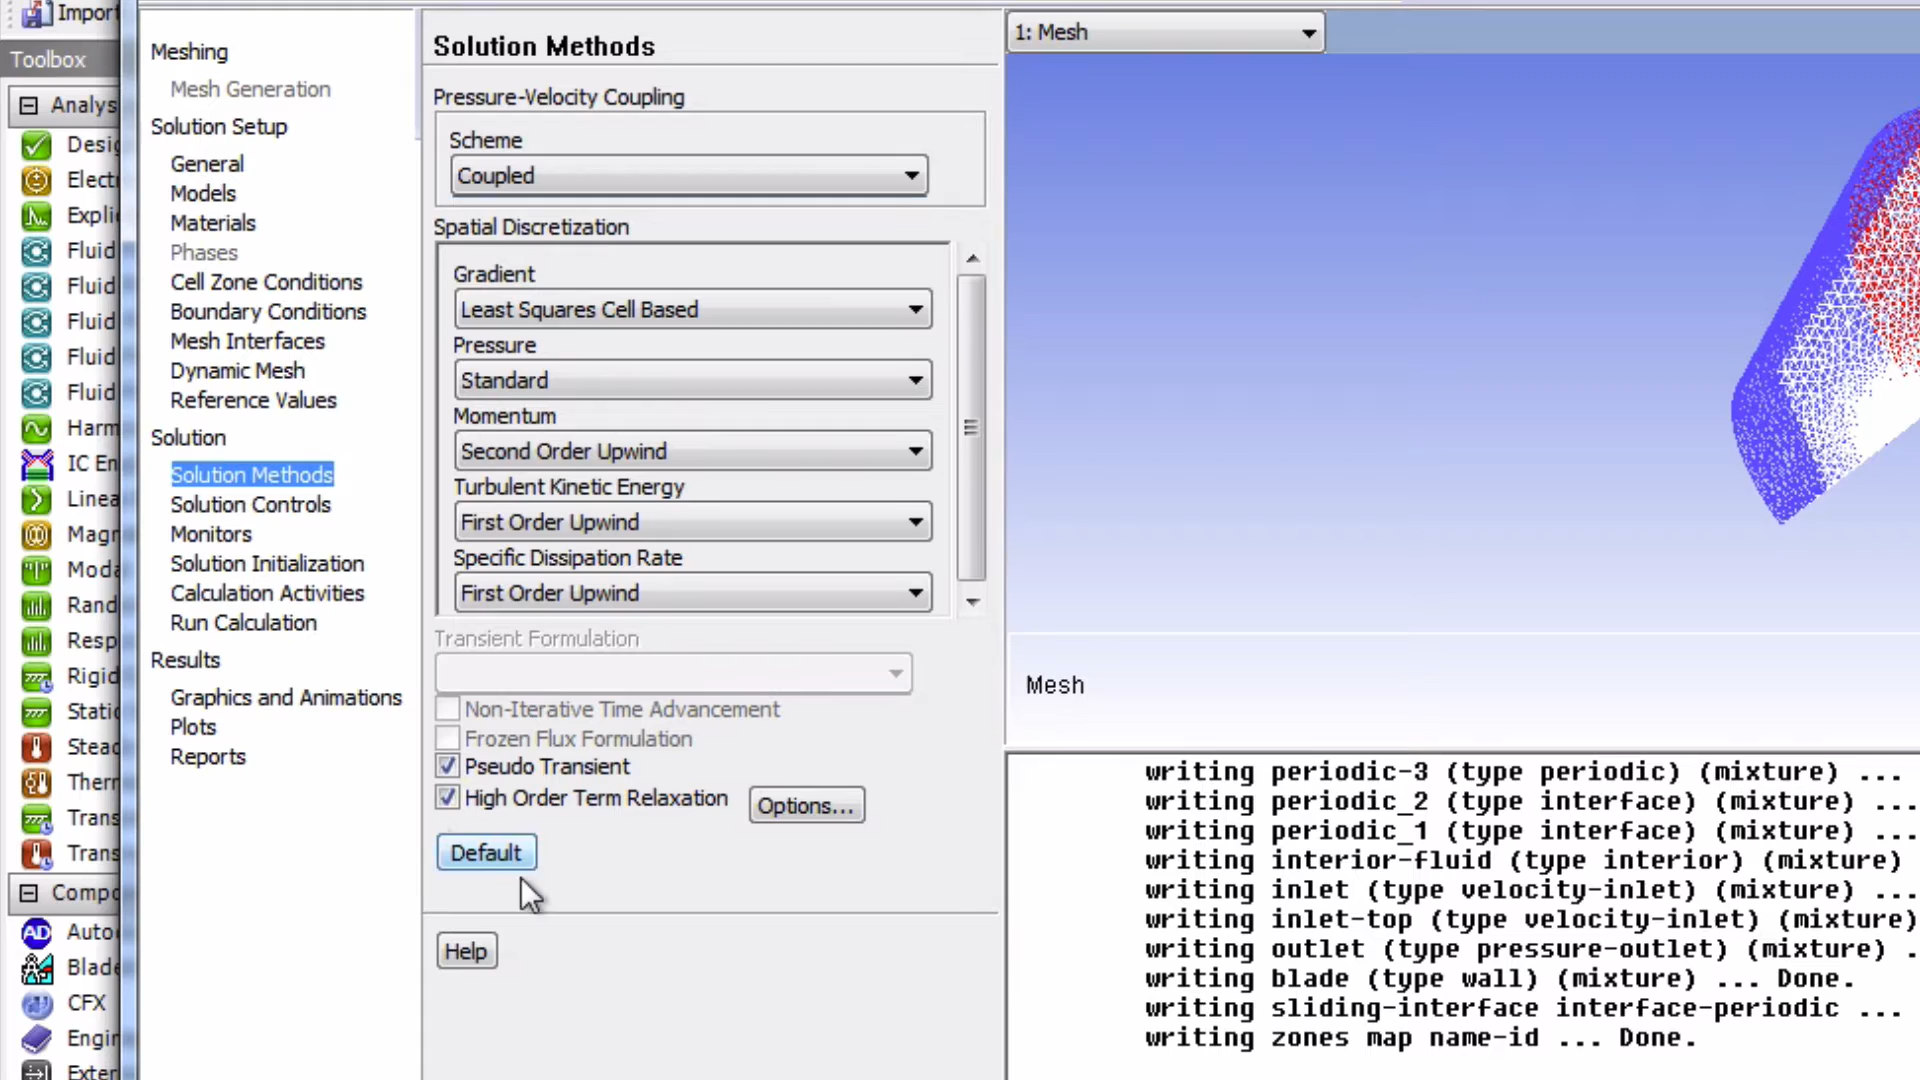 Import
Toolbox
Analys
Desig
Electr
Explic
Fluid
Fluid
Fluid
Fluid
Fluid
Harm
IC En
Linea
Magn
Moda
Rand
Resp
Rigid
Static
Stead
Therm
Trans
Trans
Compo
Auto
Blade
CFX
Engin
Exter
Meshing
Mesh Generation
Solution Setup
General
Models
Materials
Phases
Cell Zone Conditions
Boundary Conditions
Mesh Interfaces
Dynamic Mesh
Reference Values
Solution
Solution Methods
Solution Controls
Monitors
Solution Initialization
Calculation Activities
Run Calculation
Results
Graphics and Animations
Plots
Reports
Solution Methods
Pressure-Velocity Coupling
Scheme
Coupled
Spatial Discretization
Gradient
Least Squares Cell Based
Pressure
Standard
Momentum
Second Order Upwind
Turbulent Kinetic Energy
First Order Upwind
Specific Dissipation Rate
First Order Upwind
Transient Formulation
Non-Iterative Time Advancement
Frozen Flux Formulation
Pseudo Transient
High Order Term Relaxation
Options...
Default
Help
1: Mesh
Mesh
writing periodic-3 (type periodic) (mixture) ...
writing periodic_2 (type interface) (mixture) ...
writing periodic_1 (type interface) (mixture) ...
writing interior-fluid (type interior) (mixture)
writing inlet (type velocity-inlet) (mixture) ...
writing inlet-top (type velocity-inlet) (mixture)
writing outlet (type pressure-outlet) (mixture) .
writing blade (type wall) (mixture) ... Done.
writing sliding-interface interface-periodic ...
writing zones map name-id ... Done.